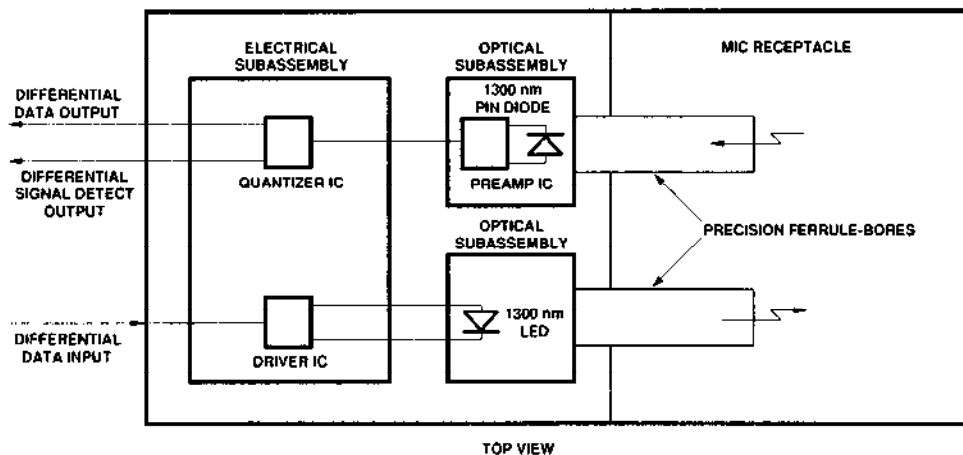 ELECTRICAL
SUBASSEMBLY
OPTICAL
SUBASSEMBLY
MIC RECEPTACLE
DIFFERENTIAL
DATA OUTPUT
1300 nm
PIN DIODE
DIFFERENTIAL
SIGNAL DETECT
OUTPUT
QUANTIZER IC
PREAMP IC
OPTICAL
SUBASSEMBLY
PRECISION FERRULE-BORES
1300 nm
LED
DIFFERENTIAL
DATA INPUT
DRIVER IC
TOP VIEW